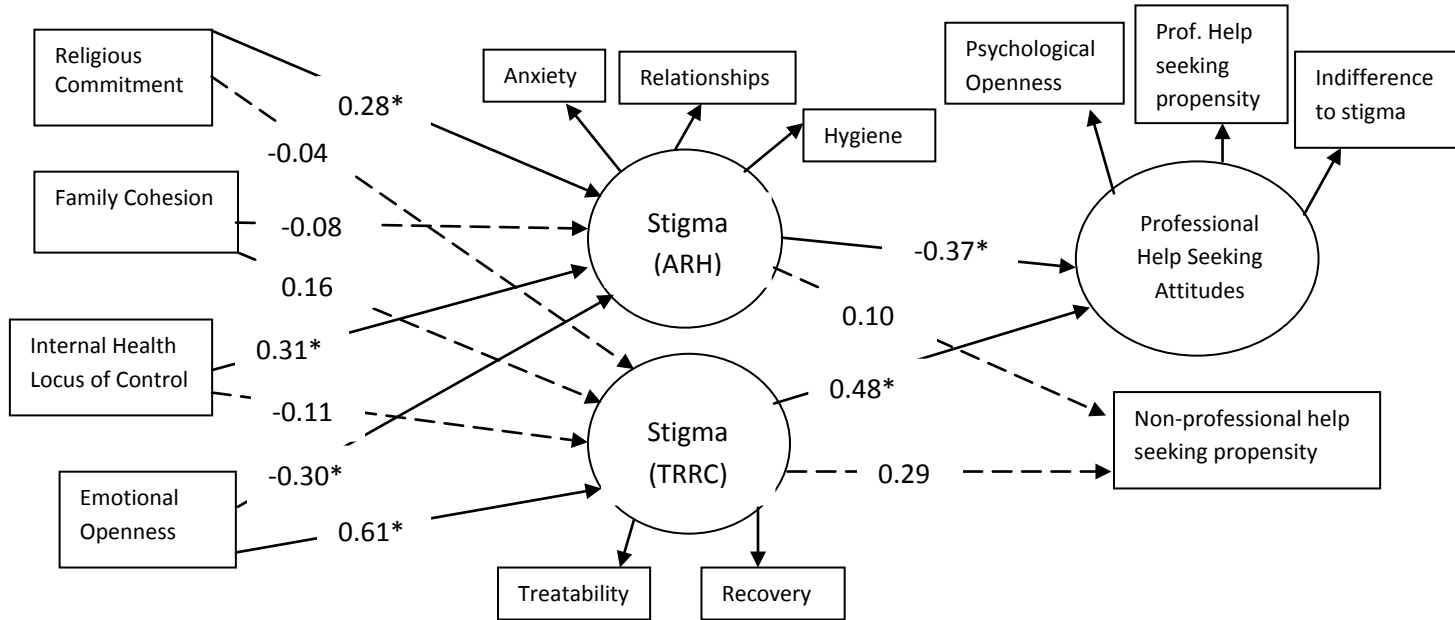 Religious
Commitment
Family Cohesion
Internal Health
Locus of Control
Emotional
Openness
0.28*
-0.04
-0.08
0.16
0.31*
-0.11
-0.30*
0.61*
Anxiety
Relationships
Hygiene
Stigma
(ARH)
Stigma
(TRRC)
Treatability
Recovery
-0.37*
0.10
0.48*
0.29
Psychological
Openness
Prof. Help
seeking
propensity
Indifference
to stigma
Professional
Help Seeking
Attitudes
Non-professional help
seeking propensity